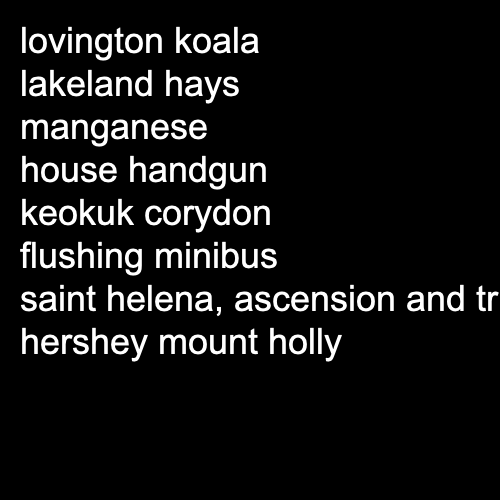 lovington koala
lakeland hays
manganese
house handgun
keokuk corydon
flushing minibus
saint helena, ascension and tr
hershey mount holly